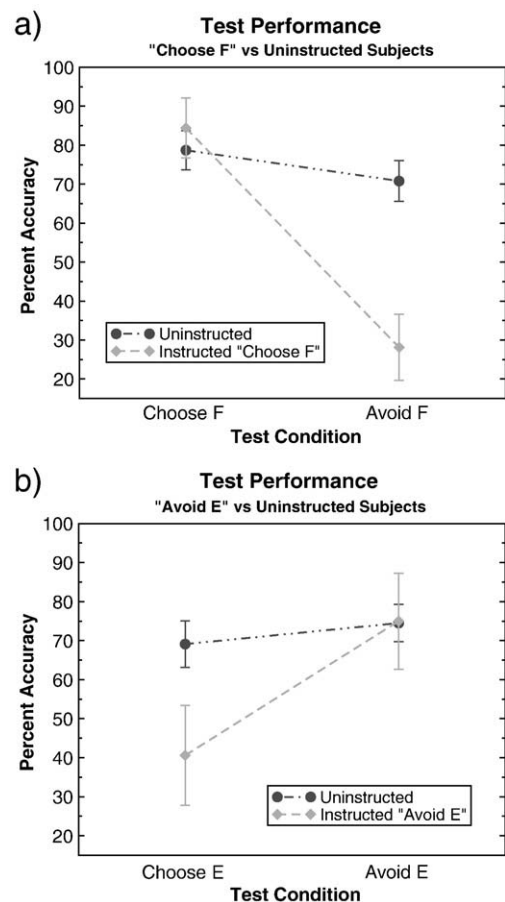 a)
Test Performance
"Choose F" vs Uninstructed Subjects
100
90
80
70
60
50
40
30
20
Percent Accuracy
Uninstructed
Instructed "Choose F"
Choose F
Avoid F
Test Condition
b)
Test Performance
"Avoid E" vs Uninstructed Subjects
100
90
80
70
60
50
40
30
20
Percent Accuracy
Uninstructed
Instructed "Avoid E"
Choose E
Avoid E
Test Condition